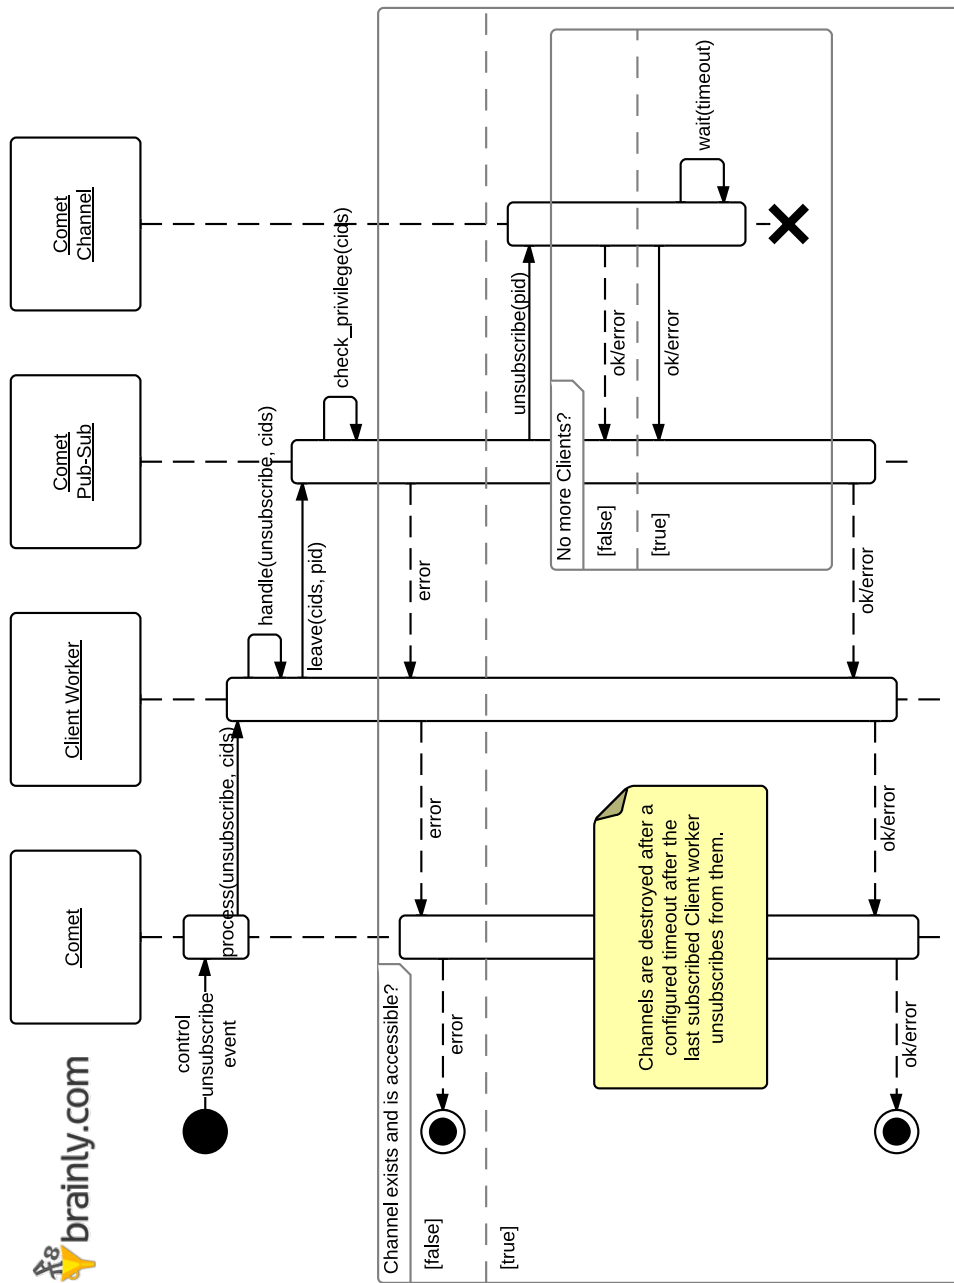 brainly.com
Comet
Client Worker
Comet
Pub-Sub
Comet
Channel
control
unsubscribe
event
process(unsubscribe, cids)
handle(unsubscribe, cids)
leave(cids, pid)
check_privilege(cids)
Channel exists and is accessible?
[false]
error
error
error
[true]
unsubscribe(pid)
No more Clients?
[false]
ok/error
[true]
ok/error
wait(timeout)
Channels are destroyed after a
configured timeout after the
last subscribed Client worker
unsubscribes from them.
ok/error
ok/error
ok/error